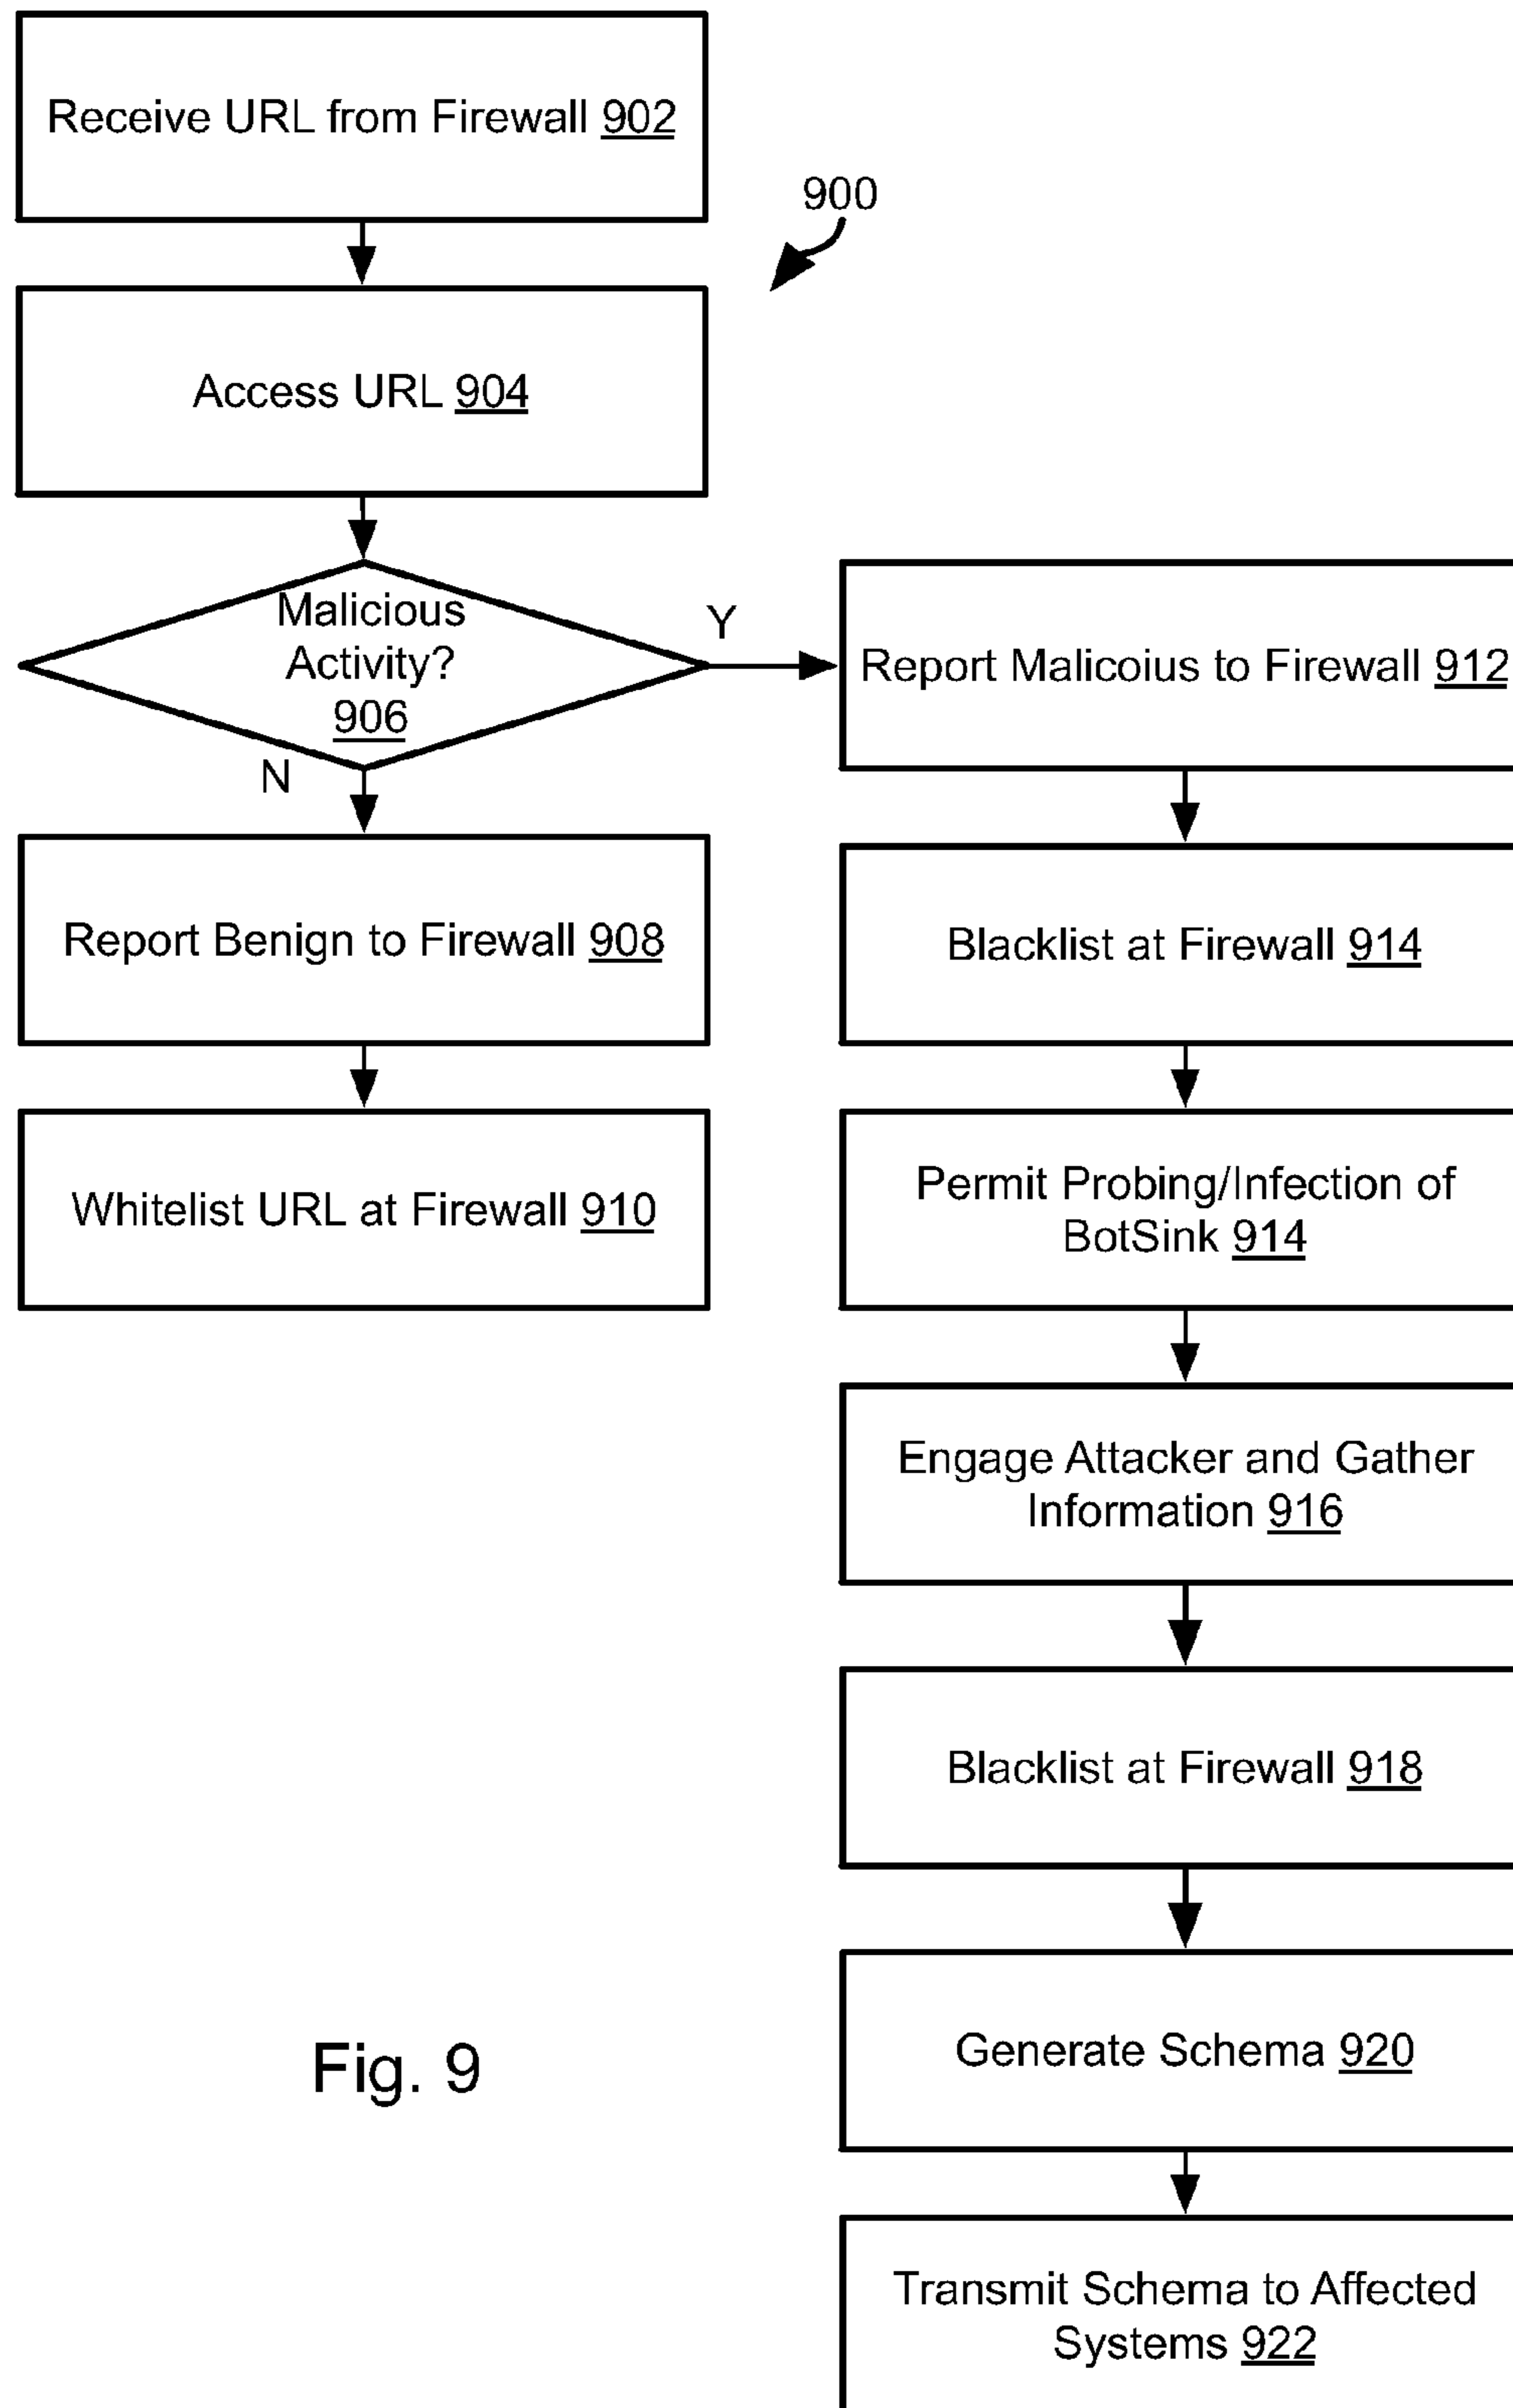 Receive URL from Firewall 902
900
Access URL 904
Malicious
Activity?
906
Y
N
Report Benign to Firewall 908
Whitelist URL at Firewall 910
Report Malicoius to Firewall 912
Blacklist at Firewall 914
Permit Probing/Infection of
BotSink 914
Engage Attacker and Gather
Information 916
Blacklist at Firewall 918
Generate Schema 920
Transmit Schema to Affected
Systems 922
Fig. 9